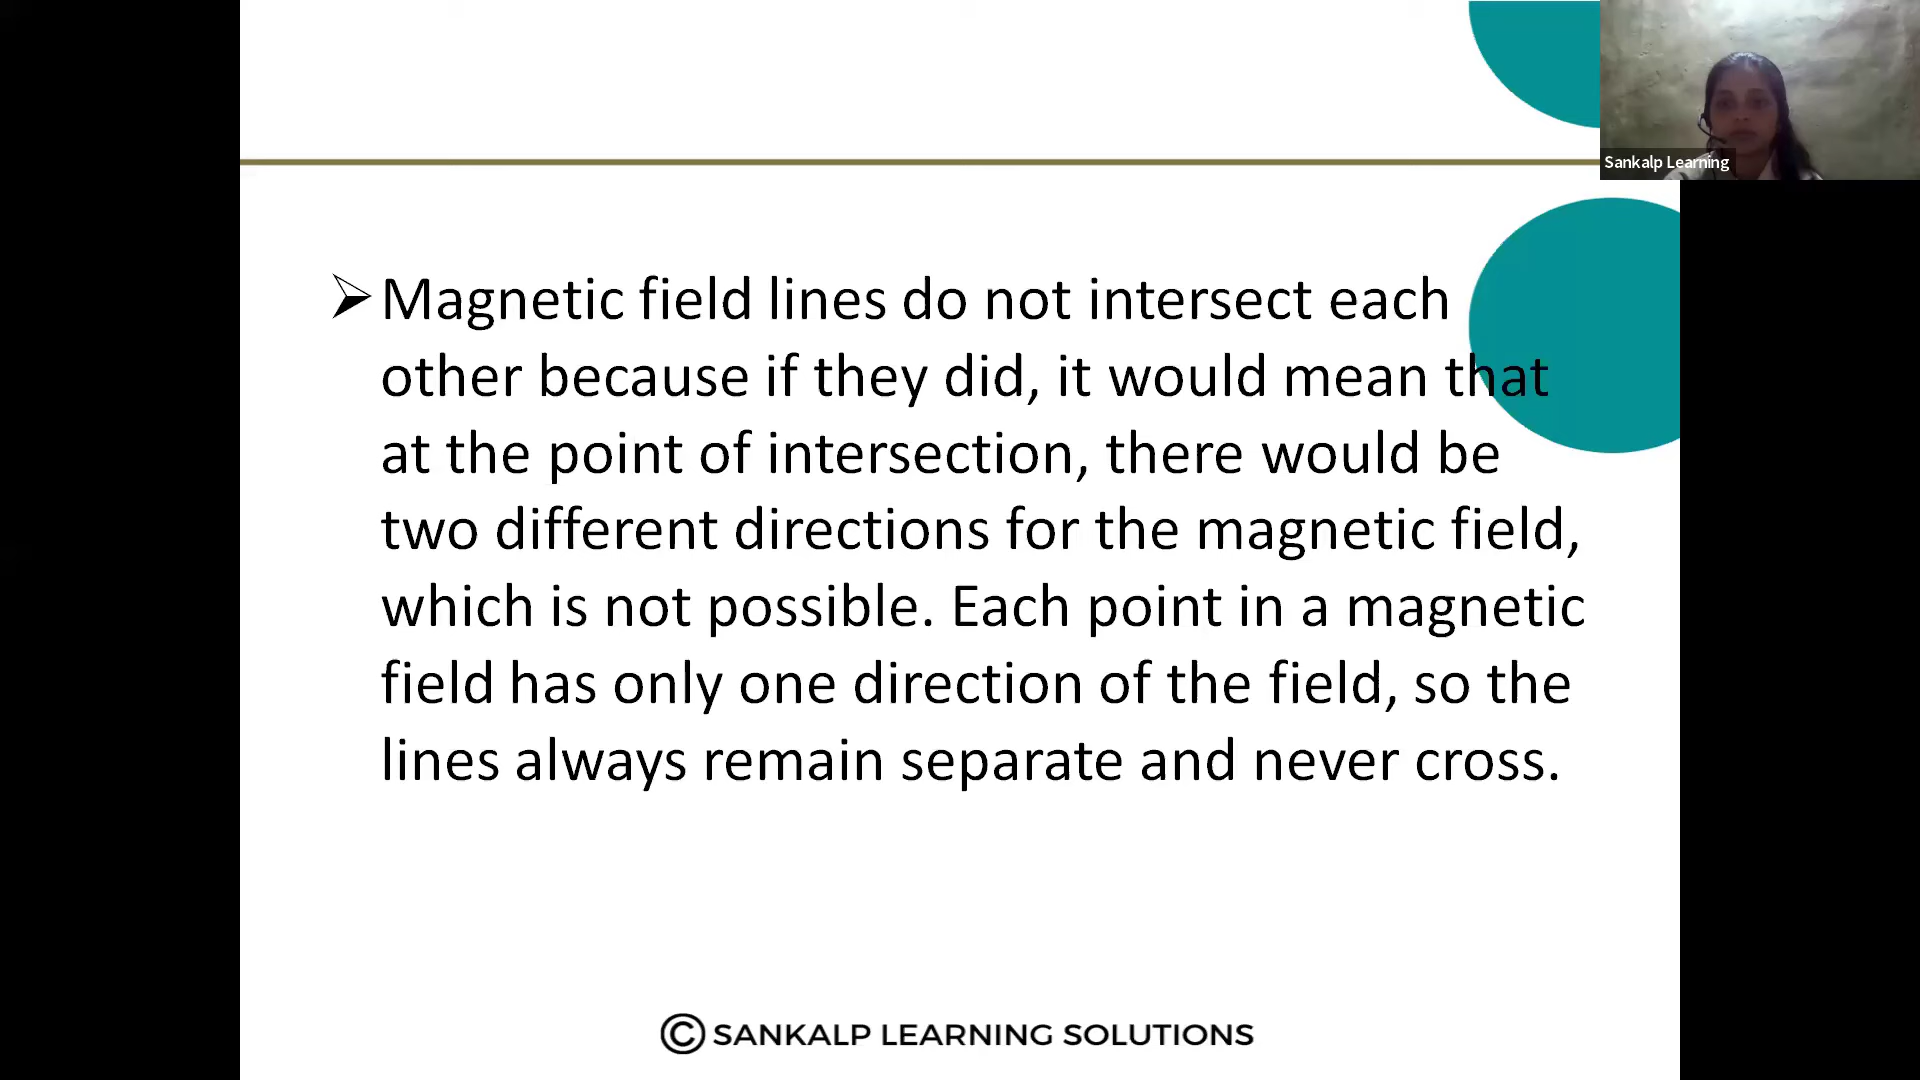 Sankalp Learning
➢Magnetic field lines do not intersect each
other because if they did, it would mean that
at the point of intersection, there would be
two different directions for the magnetic field,
which is not possible. Each point in a magnetic
field has only one direction of the field, so the
lines always remain separate and never cross.
© SANKALP LEARNING SOLUTIONS